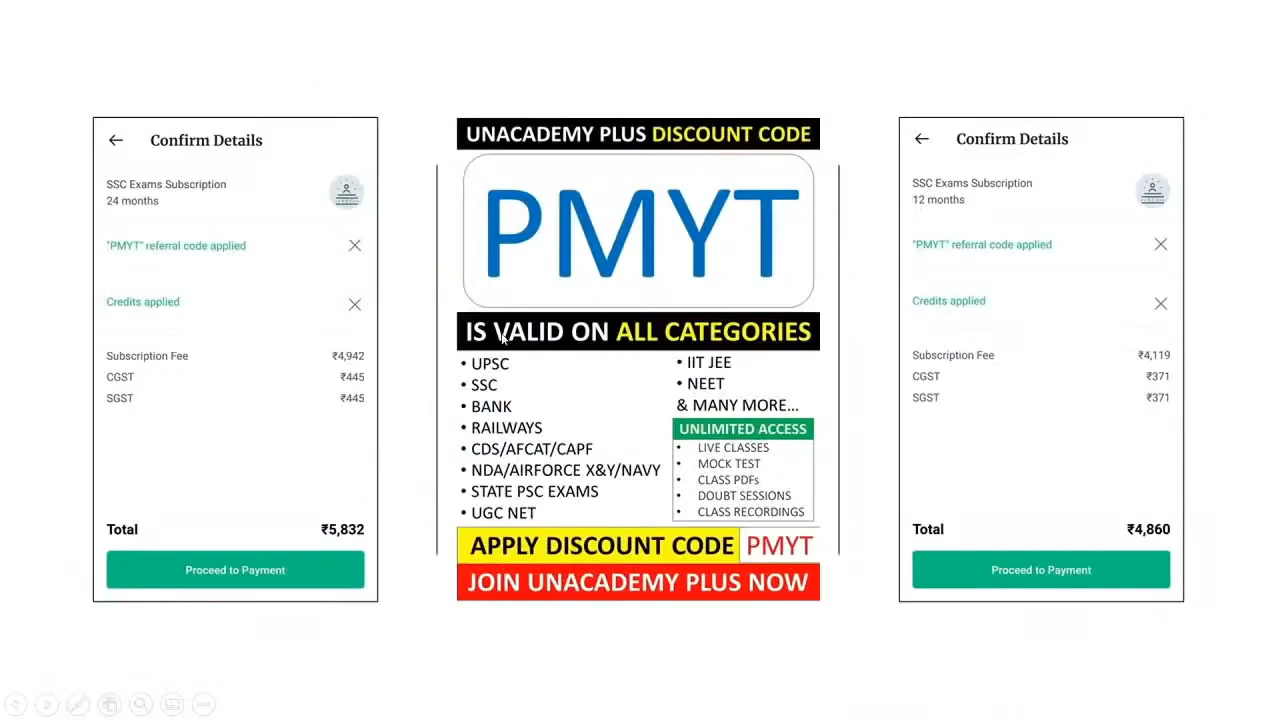 Confirm Details
SSC Exams Subscription
24 months
"PMYT" referral code applied
Credits applied
Subscription Fee ₹4,942
CGST ₹445
SGST ₹445
Total ₹5,832
Proceed to Payment
UNACADEMY PLUS DISCOUNT CODE
PMYT
IS VALID ON ALL CATEGORIES
• UPSC
• SSC
• BANK
• RAILWAYS
• CDS/AFCAT/CAPF
• NDA/AIRFORCE X&Y/NAVY
• STATE PSC EXAMS
• UGC NET
• IIT JEE
• NEET
& MANY MORE...
UNLIMITED ACCESS
• LIVE CLASSES
• MOCK TEST
• CLASS PDFs
• DOUBT SESSIONS
• CLASS RECORDINGS
APPLY DISCOUNT CODE PMYT
JOIN UNACADEMY PLUS NOW
Confirm Details
SSC Exams Subscription
12 months
"PMYT" referral code applied
Credits applied
Subscription Fee ₹4,119
CGST ₹371
SGST ₹371
Total ₹4,860
Proceed to Payment